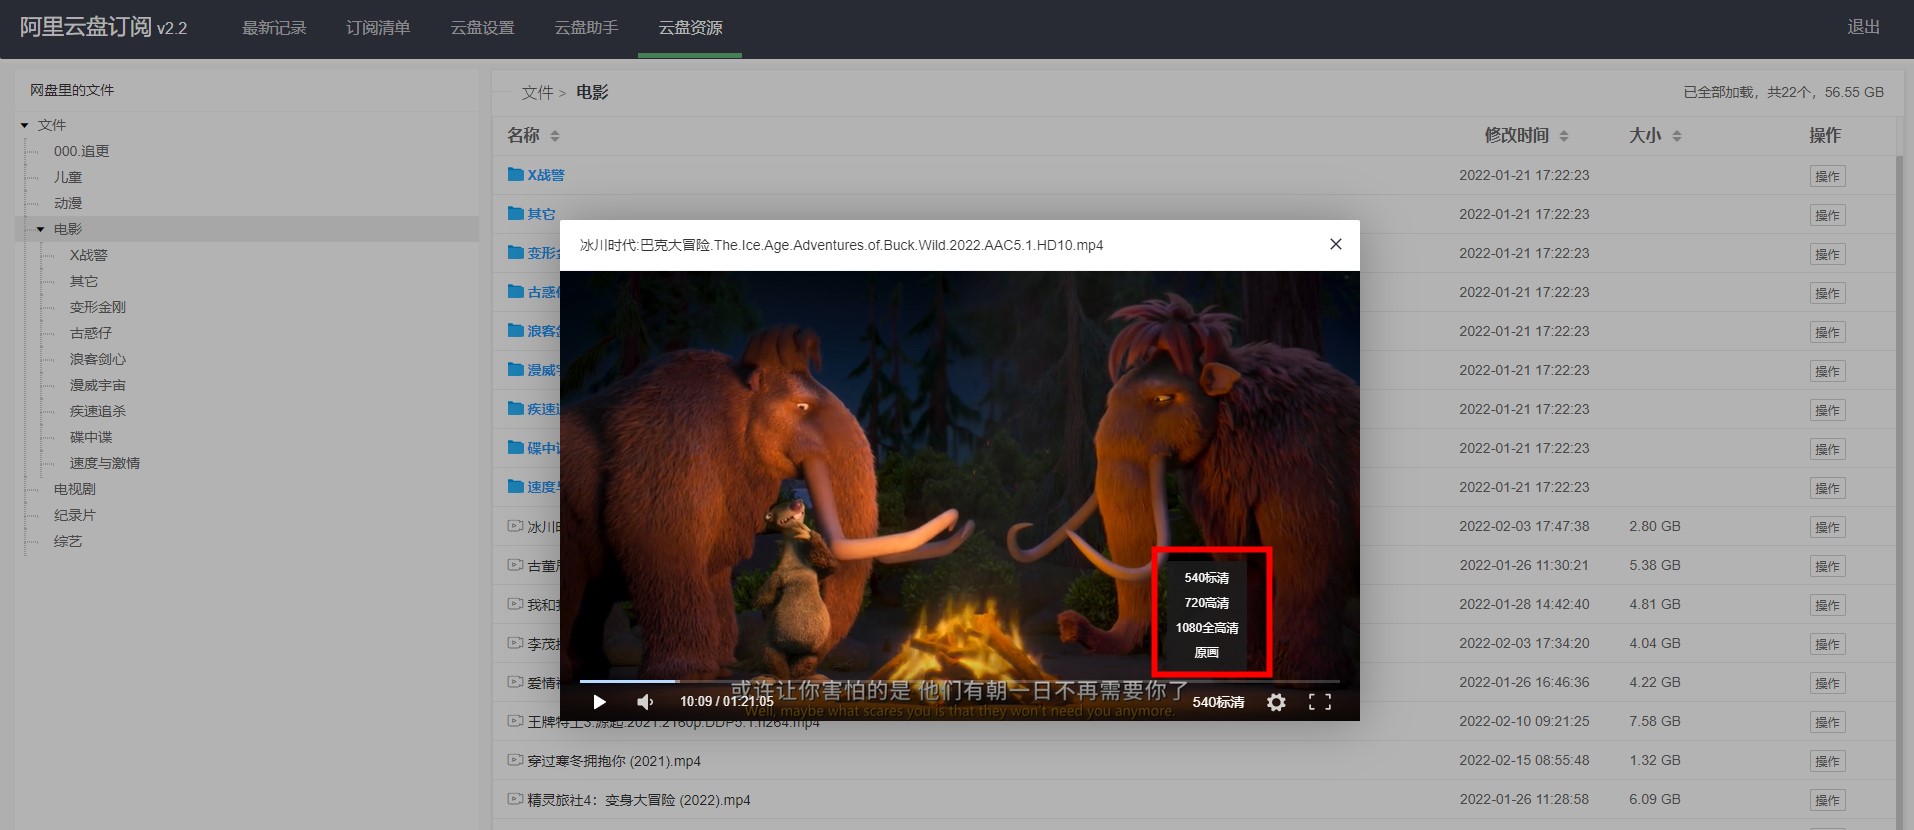 阿里云盘订阅 v2.2
最新记录
订阅清单
云盘设置
云盘助手
云盘资源
退出
网盘里的文件
文件
000.追更
儿童
动漫
电影
X战警
其它
变形金刚
古惑仔
浪客剑心
漫威宇宙
疾速追杀
碟中谍
速度与激情
电视剧
纪录片
综艺
文件 > 电影
已全部加载，共22个，56.55 GB
名称 修改时间 大小 操作
X战警 2022-01-21 17:22:23 操作
其它 2022-01-21 17:22:23 操作
变形 2022-01-21 17:22:23 操作
古惑 2022-01-21 17:22:23 操作
浪客 2022-01-21 17:22:23 操作
漫威 2022-01-21 17:22:23 操作
疾速 2022-01-21 17:22:23 操作
碟中 2022-01-21 17:22:23 操作
速度 2022-01-21 17:22:23 操作
冰川 2022-02-03 17:47:38 2.80 GB 操作
古董 2022-01-26 11:30:21 5.38 GB 操作
我和 2022-01-28 14:42:40 4.81 GB 操作
李茂 2022-02-03 17:34:20 4.04 GB 操作
爱情 2022-01-26 16:46:36 4.22 GB 操作
王牌特工3:源起.2021.2160p.DDP5.1.h264.mp4 2022-02-10 09:21:25 7.58 GB 操作
穿过寒冬拥抱你 (2021).mp4 2022-02-15 08:55:48 1.32 GB 操作
精灵旅社4：变身大冒险 (2022).mp4 2022-01-26 11:28:58 6.09 GB 操作
冰川时代:巴克大冒险.The.Ice.Age.Adventures.of.Buck.Wild.2022.AAC5.1.HD10.mp4
540标清
720高清
1080全高清
原画
或许让你害怕的是 他们有朝一日不再需要你了
Well, maybe what scares you is that they won't need you anymore.
10:09 / 01:21:05
540标清